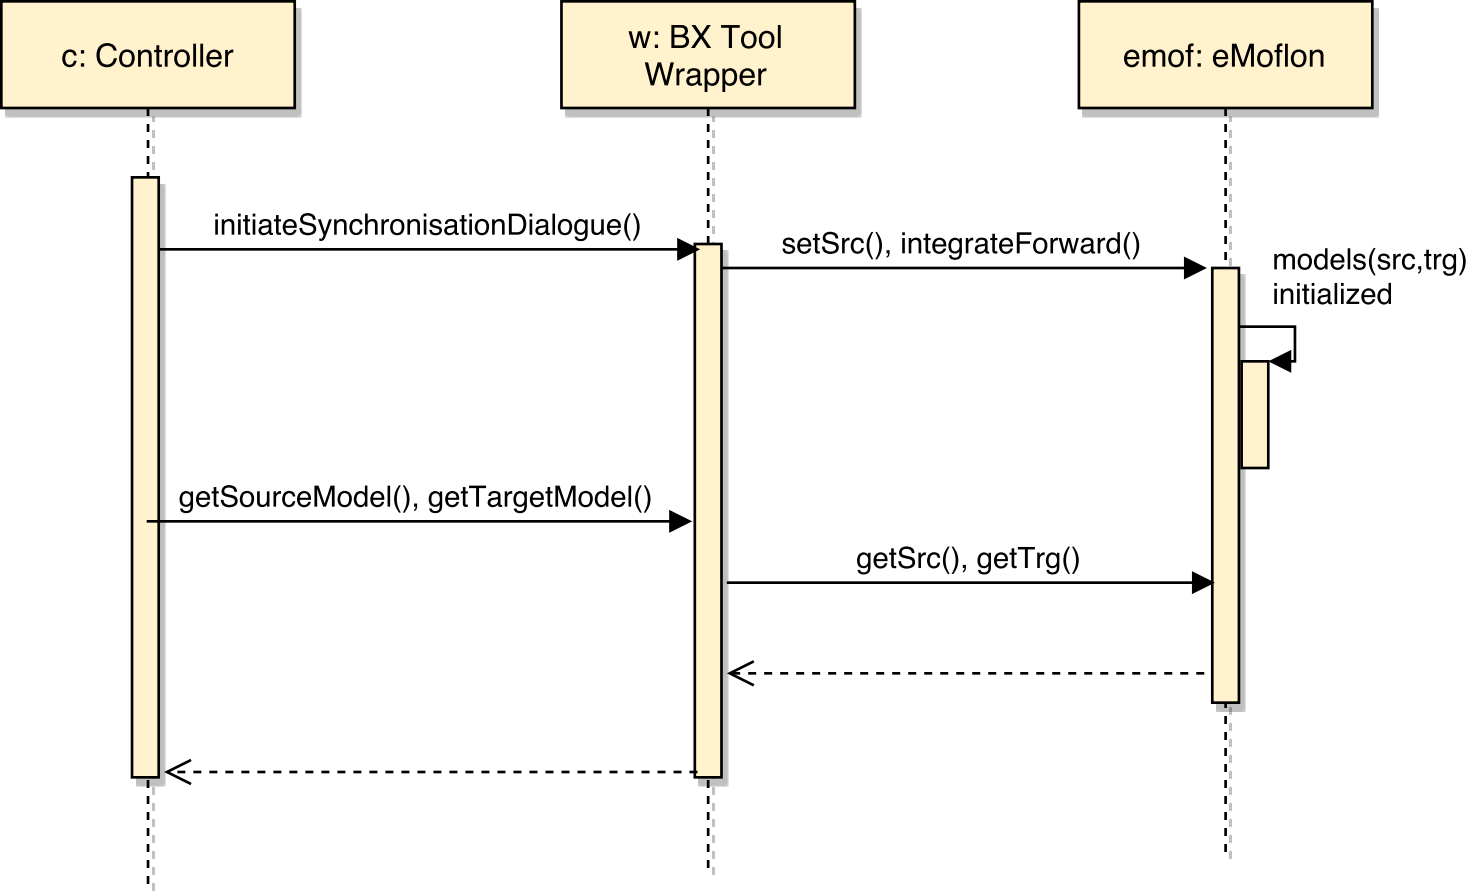 c: Controller
w: BX Tool
Wrapper
emof: eMoflon
initiateSynchronisationDialogue()
setSrc(), integrateForward()
models(src,trg)
initialized
getSourceModel(), getTargetModel()
getSrc(), getTrg()